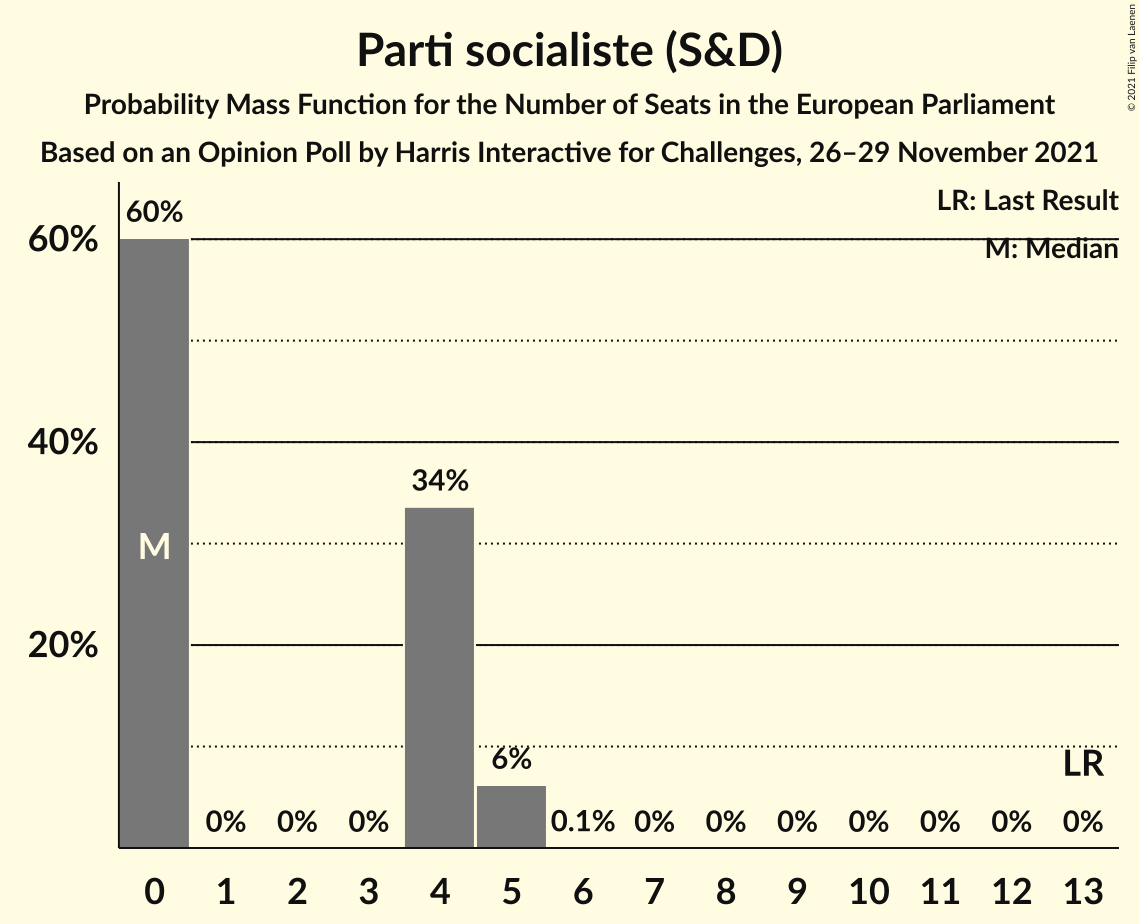 Parti socialiste (S&D)
Probability Mass Function for the Number of Seats in the European Parliament
Based on an Opinion Poll by Harris Interactive for Challenges, 26–29 November 2021
© 2021 Filip van Laenen
LR: Last Result
M: Median
60%
40%
20%
60%
0%
0%
0%
34%
6%
0.1%
0%
0%
0%
0%
0%
0%
0%
M
LR
0 1 2 3 4 5 6 7 8 9 10 11 12 13